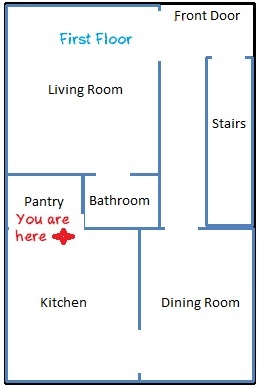 Front Door
First Floor
Living Room
Stairs
Pantry
Bathroom
You are
here
Kitchen
Dining Room